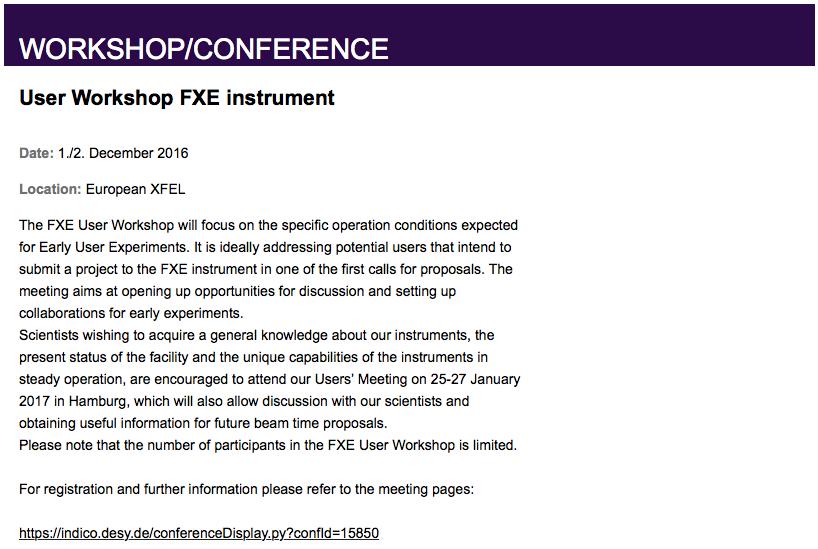 WORKSHOP/CONFERENCE
User Workshop FXE instrument
Date: 1./2. December 2016
Location: European XFEL
The FXE User Workshop will focus on the specific operation conditions expected
for Early User Experiments. It is ideally addressing potential users that intend to
submit a project to the FXE instrument in one of the first calls for proposals. The
meeting aims at opening up opportunities for discussion and setting up
collaborations for early experiments.
Scientists wishing to acquire a general knowledge about our instruments, the
present status of the facility and the unique capabilities of the instruments in
steady operation, are encouraged to attend our Users' Meeting on 25-27 January
2017 in Hamburg, which will also allow discussion with our scientists and
obtaining useful information for future beam time proposals.
Please note that the number of participants in the FXE User Workshop is limited.
For registration and further information please refer to the meeting pages:
https://indico.desy.de/conferenceDisplay.py?confId=15850